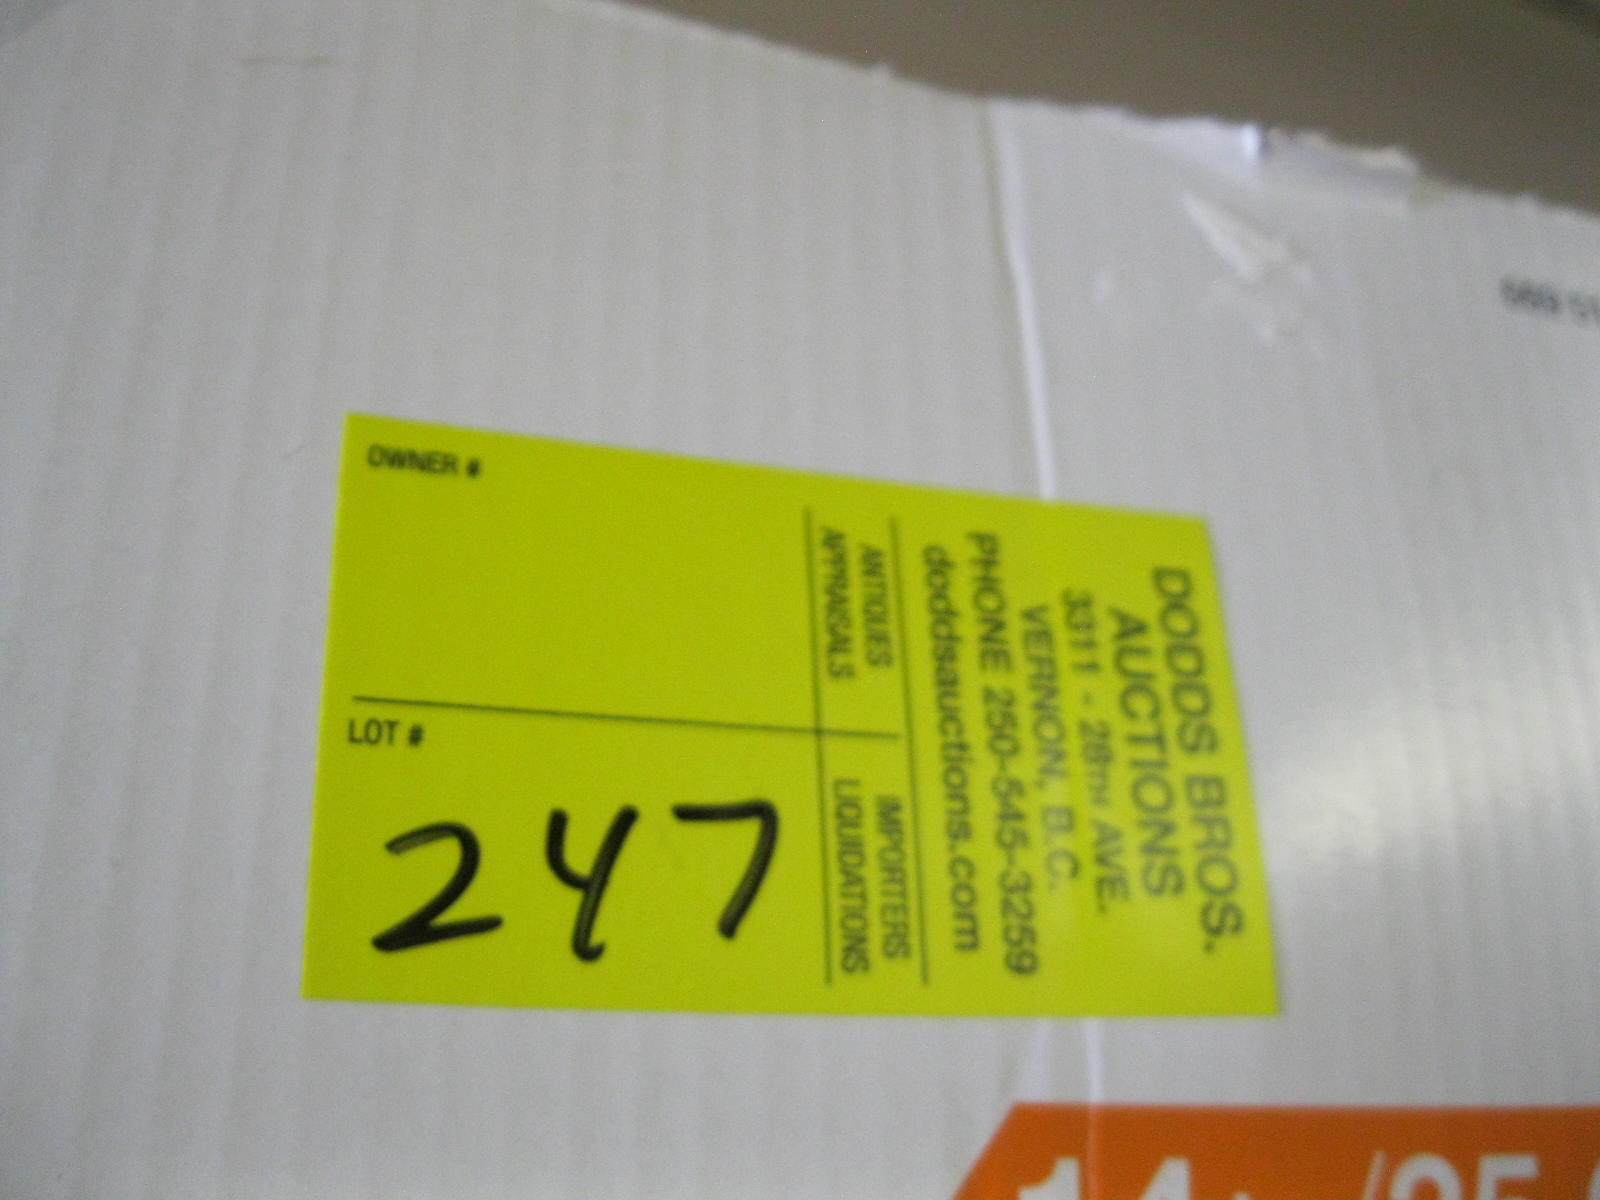 OWNER #
LOT #
247
ANTIQUES
APPRAISALS
IMPORTERS
LIQUIDATIONS
DODDS BROS.
AUCTIONS
3311 - 28TH AVE.
VERNON, B.C.
PHONE 250-545-3259
doddsauctions.com